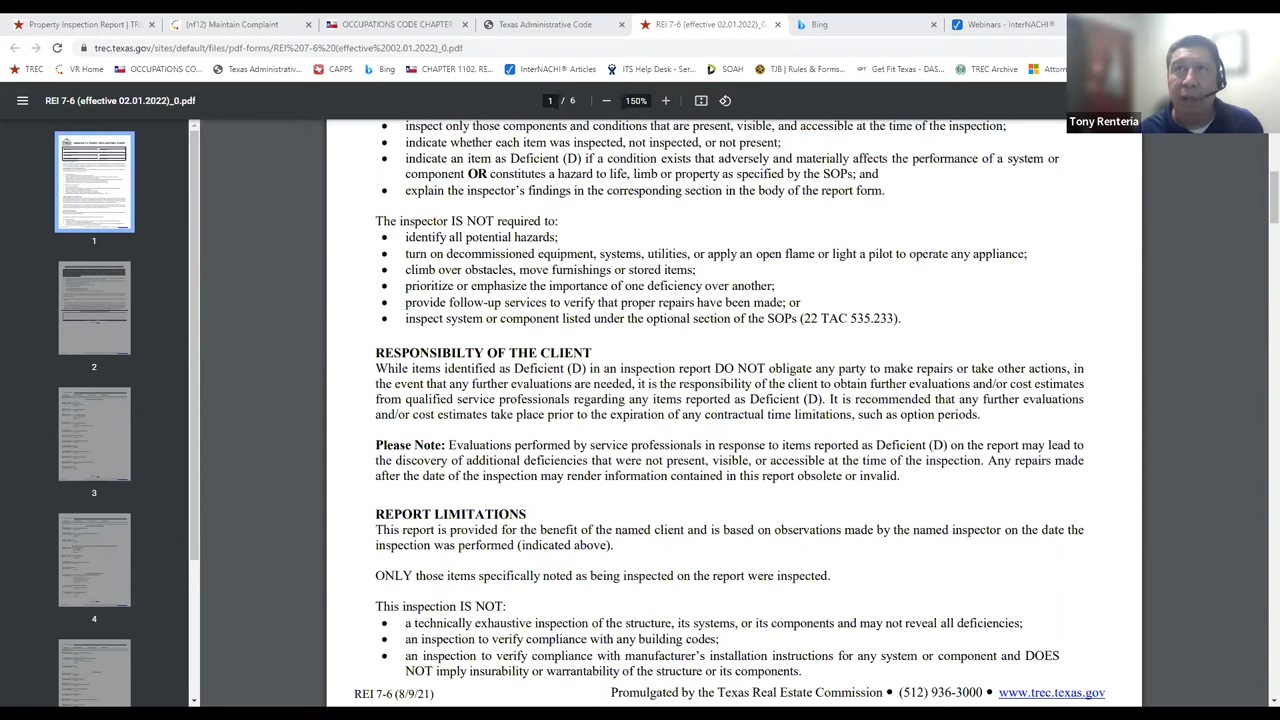 Property Inspection Report | TRE
(nf12) Maintain Complaint
OCCUPATIONS CODE CHAPTER
Texas Administrative Code
REI 7-6 (effective 02.01.2022)_0.p
Bing
Webinars - InterNACHI®
trec.texas.gov/sites/default/files/pdf-forms/REI%207-6%20(effective%2002.01.2022)_0.pdf
TREC
VR Home
OCCUPATIONS CO...
Texas Administrativ...
CAPPS
Bing
CHAPTER 1102. RE...
InterNACHI® Articles
ITS Help Desk - Ser...
SOAH
TJB | Rules & Forms...
Get Fit Texas - DAS...
TREC Archive
Attorn
REI 7-6 (effective 02.01.2022)_0.pdf
1 / 6
150%
Tony Renteria
1
2
3
4
• inspect only those components and conditions that are present, visible, and accessible at the time of the inspection;
• indicate whether each item was inspected, not inspected, or not present;
• indicate an item as Deficient (D) if a condition exists that adversely and materially affects the performance of a system or
component OR constitutes a hazard to life, limb or property as specified by the SOPs; and
• explain the inspector's findings in the corresponding section in the body of the report form.
The inspector IS NOT required to:
• identify all potential hazards;
• turn on decommissioned equipment, systems, utilities, or apply an open flame or light a pilot to operate any appliance;
• climb over obstacles, move furnishings or stored items;
• prioritize or emphasize the importance of one deficiency over another;
• provide follow-up services to verify that proper repairs have been made; or
• inspect system or component listed under the optional section of the SOPs (22 TAC 535.233).
RESPONSIBILTY OF THE CLIENT
While items identified as Deficient (D) in an inspection report DO NOT obligate any party to make repairs or take other actions, in
the event that any further evaluations are needed, it is the responsibility of the client to obtain further evaluations and/or cost estimates
from qualified service professionals regarding any items reported as Deficient (D). It is recommended that any further evaluations
and/or cost estimates take place prior to the expiration of any contractual time limitations, such as option periods.
Please Note: Evaluations performed by service professionals in response to items reported as Deficient (D) on the report may lead to
the discovery of additional deficiencies that were not present, visible, or accessible at the time of the inspection. Any repairs made
after the date of the inspection may render information contained in this report obsolete or invalid.
REPORT LIMITATIONS
This report is provided for the benefit of the named client and is based on observations made by the named inspector on the date the
inspection was performed (indicated above).
ONLY those items specifically noted as being inspected on the report were inspected.
This inspection IS NOT:
• a technically exhaustive inspection of the structure, its systems, or its components and may not reveal all deficiencies;
• an inspection to verify compliance with any building codes;
• an inspection to verify compliance with manufacturer's installation instructions for any system or component and DOES
NOT imply insurability or warrantability of the structure or its components.
REI 7-6 (8/9/21)
Promulgated by the Texas Real Estate Commission • (512) 936-3000 • www.trec.texas.gov